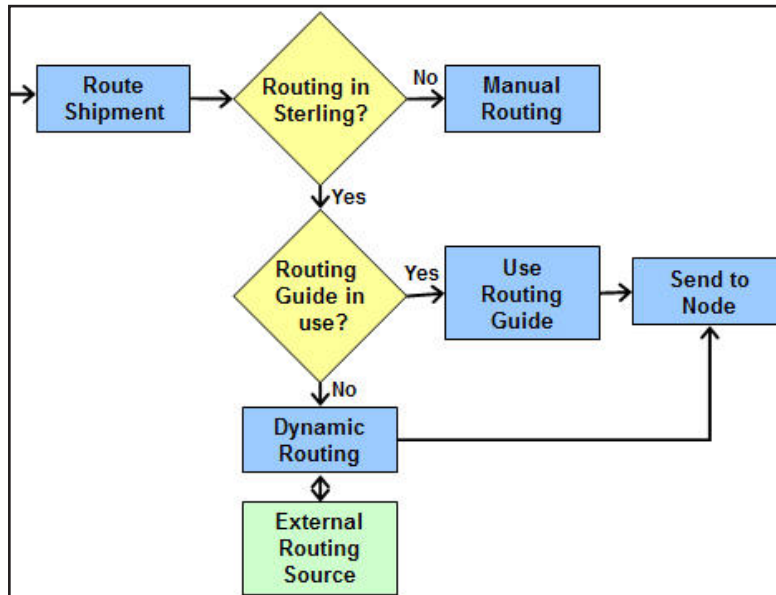 Route
Shipment
Routing in
Sterling?
No
Manual
Routing
Yes
Routing
Guide in
use?
Yes
Use
Routing
Guide
Send to
Node
No
Dynamic
Routing
External
Routing
Source